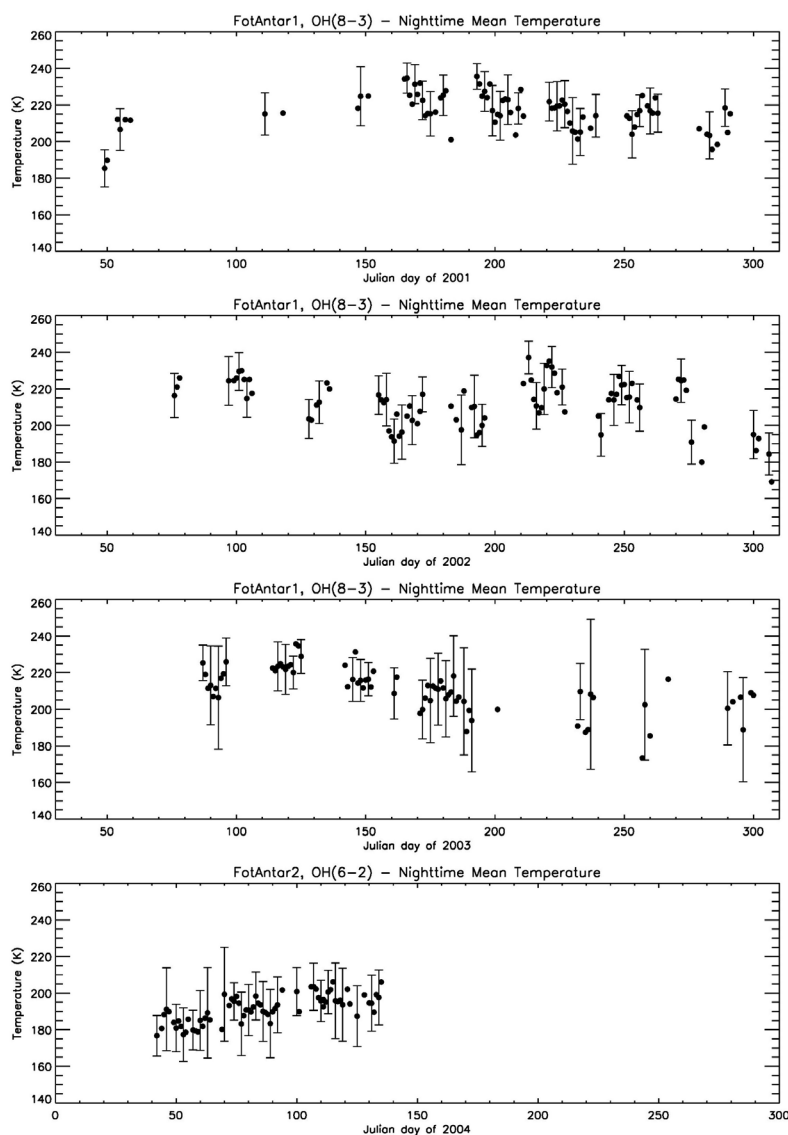 FotAntar1, OH(8−3) − Nighttime Mean Temperature
260
240
220
200
180
160
140
Temperature (K)
50 100 150 200 250 300
Julian day of 2001
FotAntar1, OH(8−3) − Nighttime Mean Temperature
260
240
220
200
180
160
140
Temperature (K)
50 100 150 200 250 300
Julian day of 2002
FotAntar1, OH(8−3) − Nighttime Mean Temperature
260
240
220
200
180
160
140
Temperature (K)
50 100 150 200 250 300
Julian day of 2003
FotAntar2, OH(6−2) − Nighttime Mean Temperature
260
240
220
200
180
160
140
Temperature (K)
0 50 100 150 200 250 300
Julian day of 2004